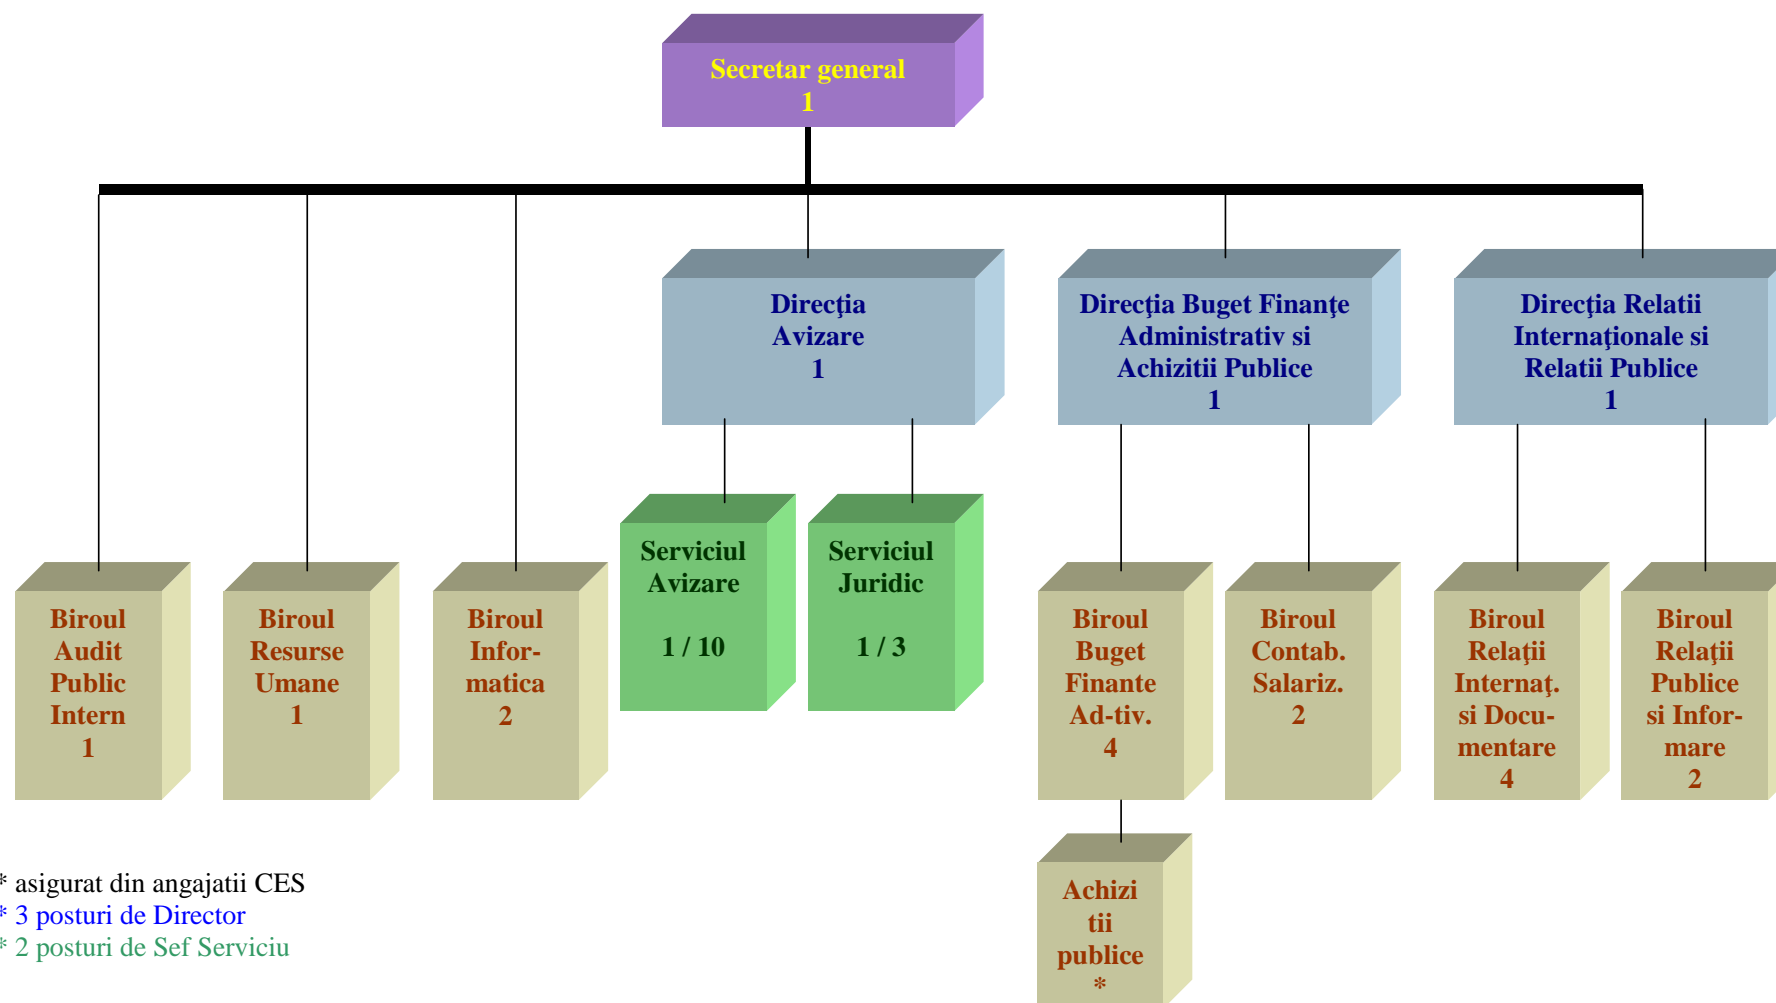 Secretar general
1
Direcţia
Avizare
1
Direcţia Buget Finanţe
Administrativ si
Achizitii Publice
1
Direcţia Relatii
Internaţionale si
Relatii Publice
1
Serviciul
Avizare
1 / 10
Serviciul
Juridic
1 / 3
Biroul
Audit
Public
Intern
1
Biroul
Resurse
Umane
1
Biroul
Infor-
matica
2
Biroul
Buget
Finante
Ad-tiv.
4
Biroul
Contab.
Salariz.
2
Biroul
Relaţii
Internaţ.
si Docu-
mentare
4
Biroul
Relaţii
Publice
si Infor-
mare
2
Achizi
tii
publice
*
* asigurat din angajatii CES
* 3 posturi de Director
* 2 posturi de Sef Serviciu